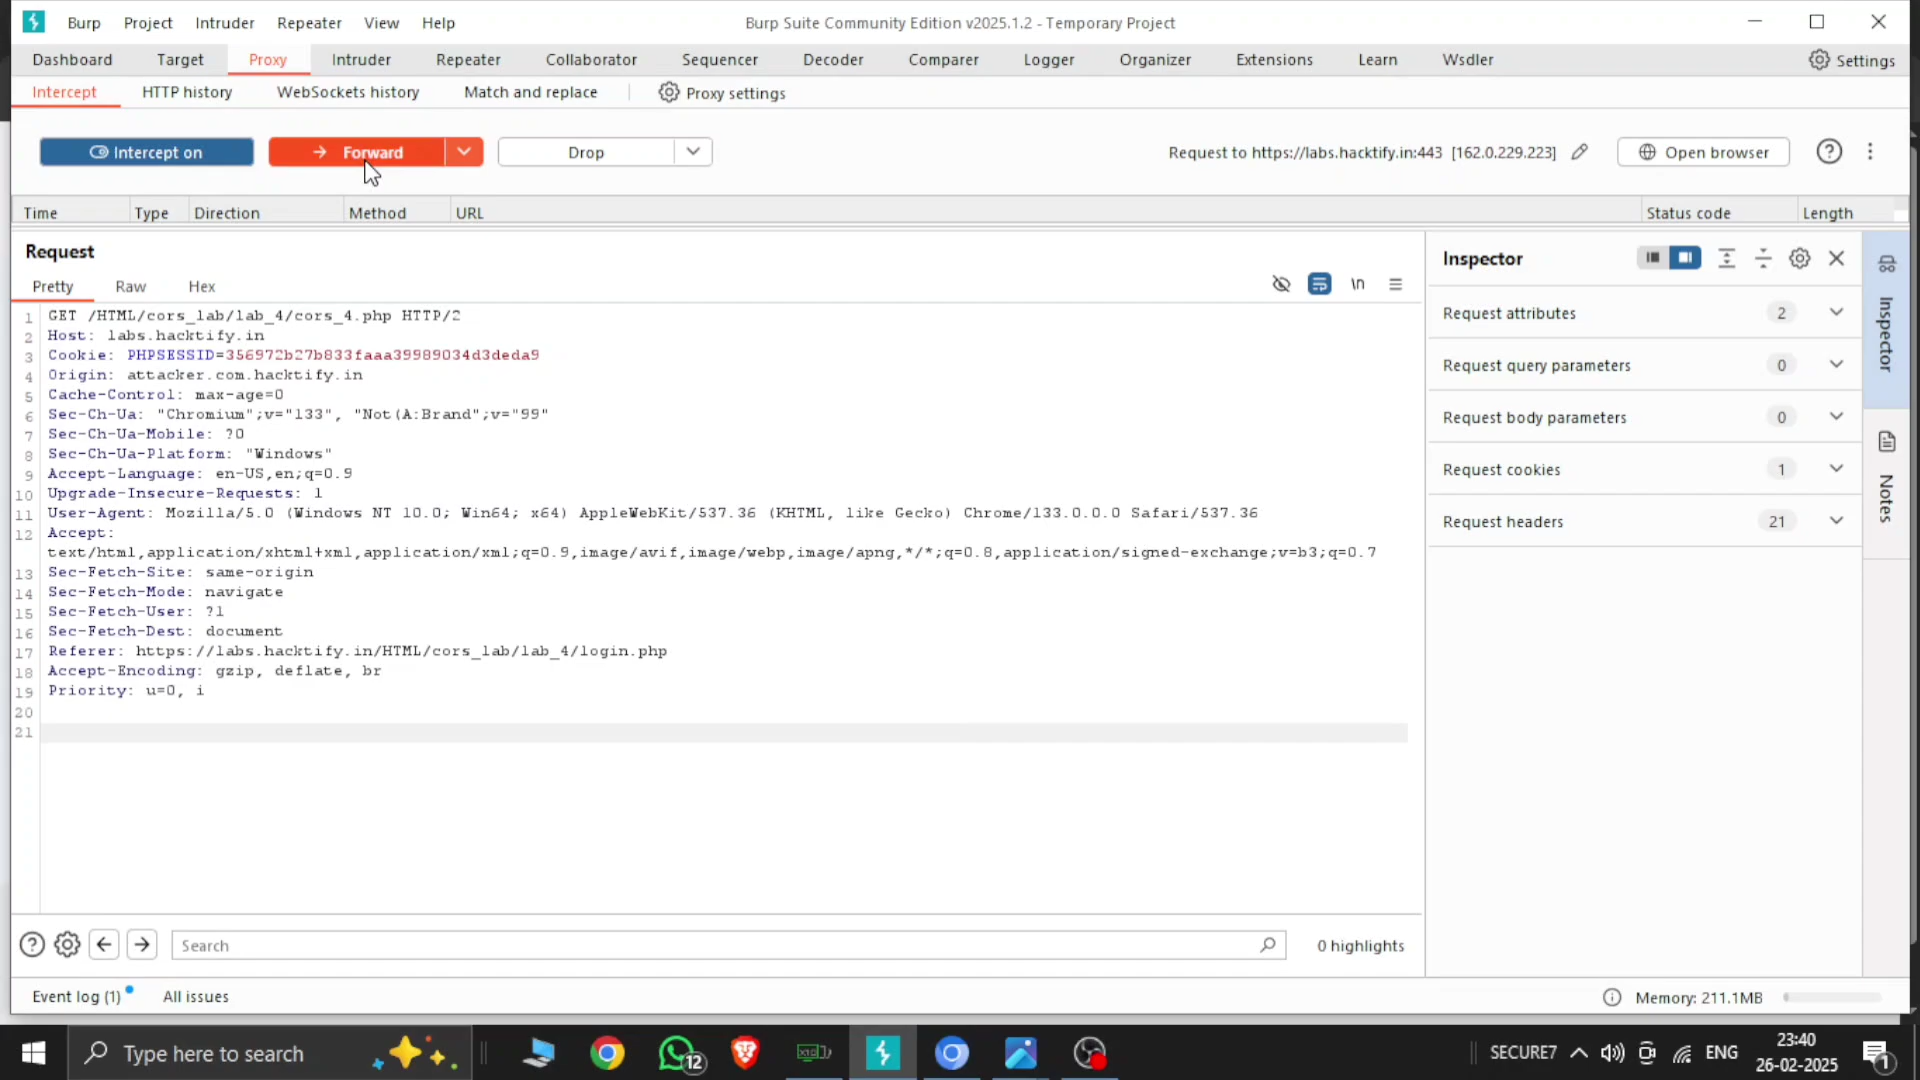 Burp Project Intruder Repeater View Help Burp Suite Community Edition v2025.1.2 - Temporary Project
Dashboard Target Proxy Intruder Repeater Collaborator Sequencer Decoder Comparer Logger Organizer Extensions Learn Wsdler Settings
Intercept HTTP history WebSockets history Match and replace Proxy settings
Intercept on Forward Drop Request to https://labs.hacktify.in:443 [162.0.229.223] Open browser
Time Type Direction Method URL Status code Length
Request
Pretty Raw Hex \n
1 GET /HTML/cors_lab/lab_4/cors_4.php HTTP/2
2 Host: labs.hacktify.in
3 Cookie: PHPSESSID=356972b27b833faaa39989034d3deda9
4 Origin: attacker.com.hacktify.in
5 Cache-Control: max-age=0
6 Sec-Ch-Ua: "Chromium";v="133", "Not(A:Brand";v="99"
7 Sec-Ch-Ua-Mobile: ?0
8 Sec-Ch-Ua-Platform: "Windows"
9 Accept-Language: en-US,en;q=0.9
10 Upgrade-Insecure-Requests: 1
11 User-Agent: Mozilla/5.0 (Windows NT 10.0; Win64; x64) AppleWebKit/537.36 (KHTML, like Gecko) Chrome/133.0.0.0 Safari/537.36
12 Accept:
text/html,application/xhtml+xml,application/xml;q=0.9,image/avif,image/webp,image/apng,*/*;q=0.8,application/signed-exchange;v=b3;q=0.7
13 Sec-Fetch-Site: same-origin
14 Sec-Fetch-Mode: navigate
15 Sec-Fetch-User: ?1
16 Sec-Fetch-Dest: document
17 Referer: https://labs.hacktify.in/HTML/cors_lab/lab_4/login.php
18 Accept-Encoding: gzip, deflate, br
19 Priority: u=0, i
20
21
Inspector
Request attributes 2
Request query parameters 0
Request body parameters 0
Request cookies 1
Request headers 21
Inspector
Notes
Search 0 highlights
Event log (1) All issues Memory: 211.1MB
Type here to search 12 SECURE7 ENG 23:40
26-02-2025 1